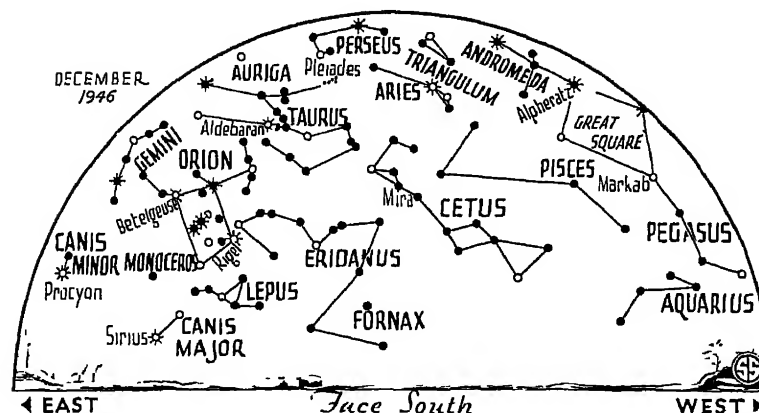 DECEMBER
1946
AURIGA
Pleiades
PERSEUS
TRIANGULUM
ANDROMEDA
ARIES
Alpheratz
GREAT
SQUARE
TAURUS
Aldebaran
GEMINI
ORION
Betelgeuse
Mira
PISCES
Markab
CETUS
PEGASUS
CANIS
MINOR
MONOCEROS
Rigel
Procyon
ERIDANUS
LEPUS
FORNAX
AQUARIUS
Sirius
CANIS
MAJOR
EAST
Face South
WEST